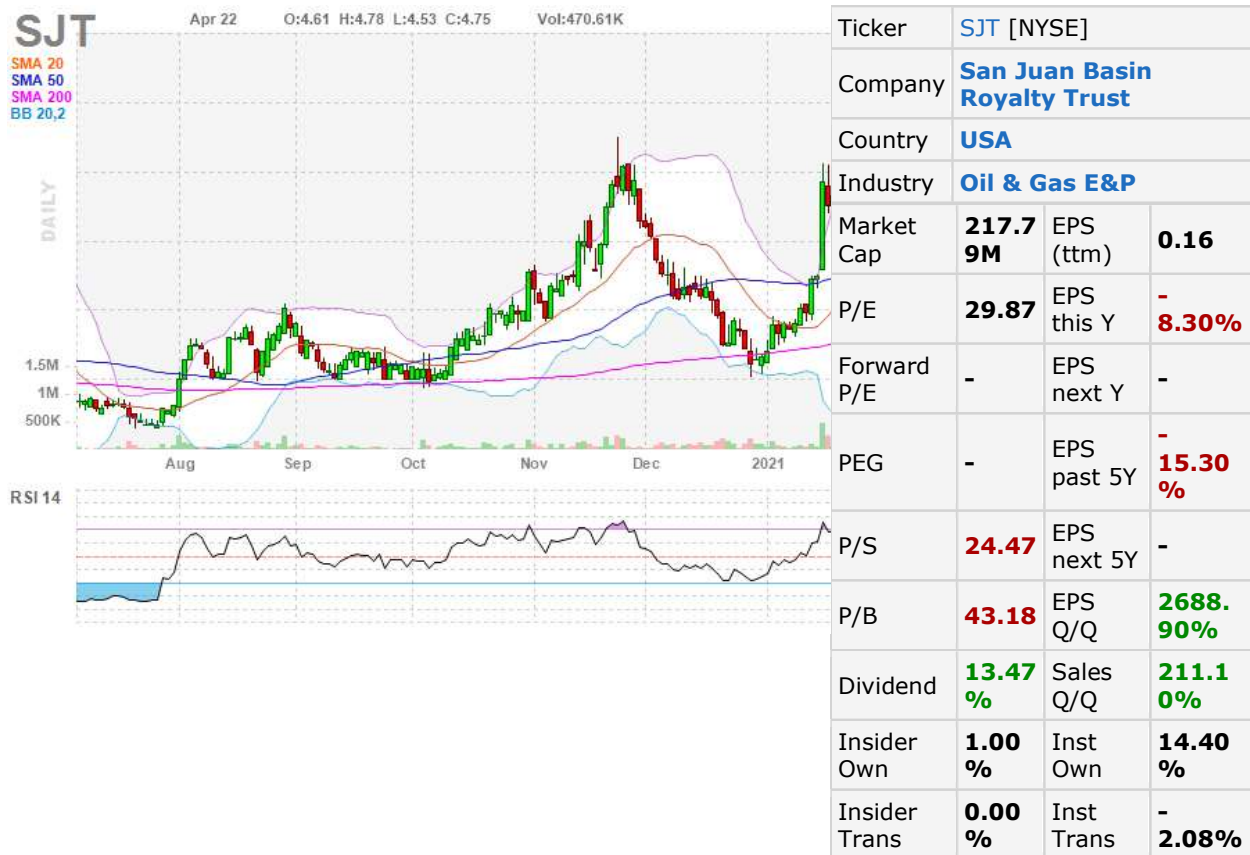 SJT
Apr 22 O:4.61 H:4.78 L:4.53 C:4.75 Vol:470.61K
SMA 20
SMA 50
SMA 200
BB 20,2
DAILY
1.5M
1M
500K
Aug Sep Oct Nov Dec 2021
RSI 14
Ticker SJT [NYSE]
Company San Juan Basin
Royalty Trust
Country USA
Industry Oil & Gas E&P
Market
Cap
217.7
9M
EPS
(ttm)
0.16
P/E 29.87
EPS
this Y
-
8.30%
Forward
P/E
-
EPS
next Y
-
PEG
-
EPS
past 5Y
-
15.30
%
P/S 24.47
EPS
next 5Y
-
P/B 43.18
EPS
Q/Q
2688.
90%
Dividend
13.47
%
Sales
Q/Q
211.1
0%
Insider
Own
1.00
%
Inst
Own
14.40
%
Insider
Trans
0.00
%
Inst
Trans
-
2.08%